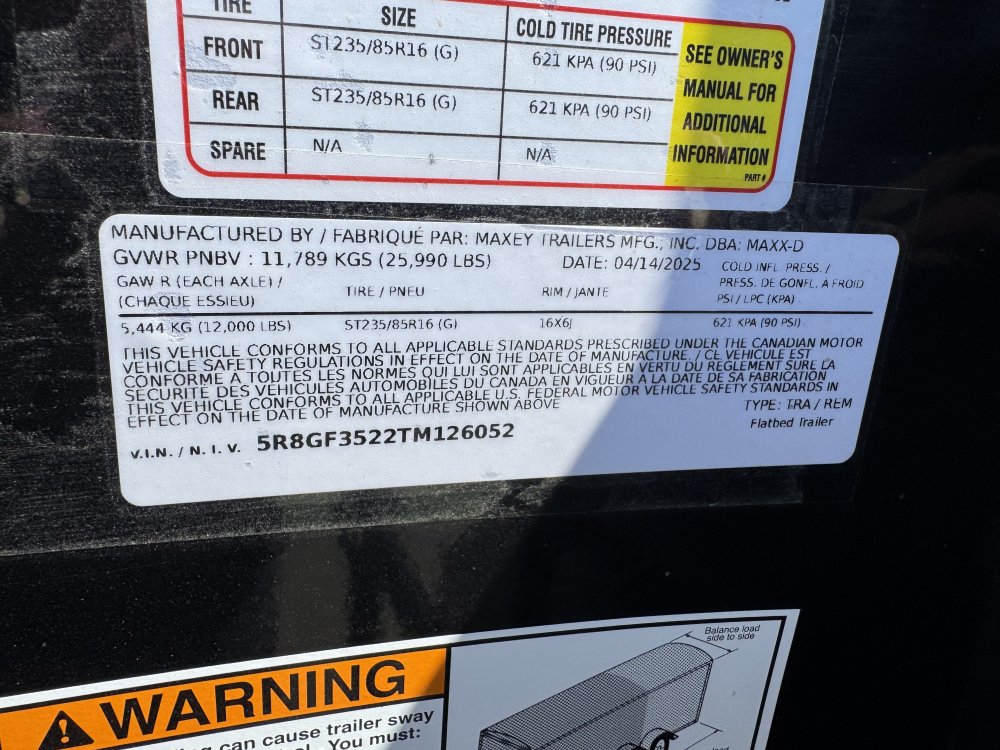 TIRE SIZE COLD TIRE PRESSURE
FRONT ST235/85R16 (G) 621 KPA (90 PSI)
REAR ST235/85R16 (G) 621 KPA (90 PSI)
SPARE N/A N/A
SEE OWNER'S
MANUAL FOR
ADDITIONAL
INFORMATION
PART #
MANUFACTURED BY / FABRIQUÉ PAR: MAXEY TRAILERS MFG., INC. DBA: MAXX-D
GVWR PNBV : 11,789 KGS (25,990 LBS) DATE: 04/14/2025
GAW R (EACH AXLE) /
(CHAQUE ESSIEU)
TIRE / PNEU
RIM / JANTE
COLD INFL. PRESS. /
PRESS. DE GONFL. A FROID
PSI / LPC (KPA)
5,444 KG (12,000 LBS) ST235/85R16 (G) 16X6J 621 KPA (90 PSI)
THIS VEHICLE CONFORMS TO ALL APPLICABLE STANDARDS PRESCRIBED UNDER THE CANADIAN MOTOR
VEHICLE SAFETY REGULATIONS IN EFFECT ON THE DATE OF MANUFACTURE. / CE VEHICULE EST
CONFORME A TOUTES LES NORMES QUI LUI SONT APPLICABLES EN VERTU DU REGLEMENT SURE LA
SECURITE DES VEHICULES AUTOMOBILES DU CANADA EN VIGUEUR A LA DATE DE SA FABRICATION
THIS VEHICLE CONFORMS TO ALL APPLICABLE U.S. FEDERAL MOTOR VEHICLE SAFETY STANDARDS IN
EFFECT ON THE DATE OF MANUFACTURE SHOWN ABOVE
TYPE: TRA / REM
Flatbed Trailer
V.I.N. / N. I. V. 5R8GF3522TM126052
WARNING
can cause trailer sway
You must:
Balance load
side to side
load